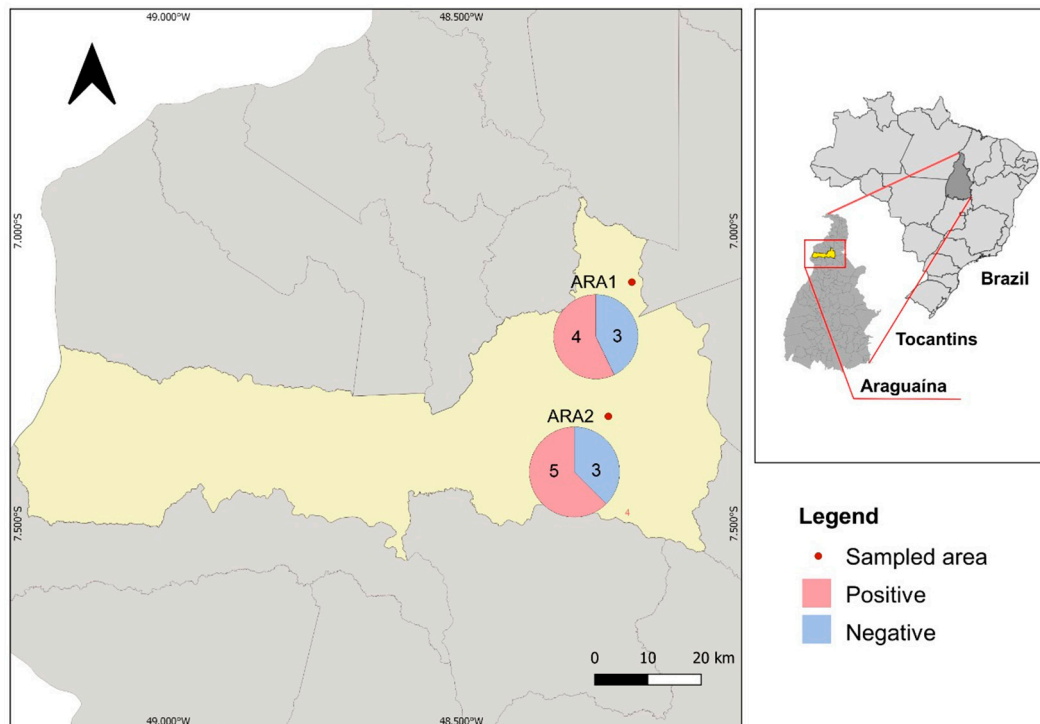 49.000°W 48.500°W
7.000°S 7.000°S
ARA1
4 3
ARA2
5 3
4
7.500°S 7.500°S
0 10 20 km
49.000°W 48.500°W
Brazil
Tocantins
Araguaína
Legend
Sampled area
Positive
Negative